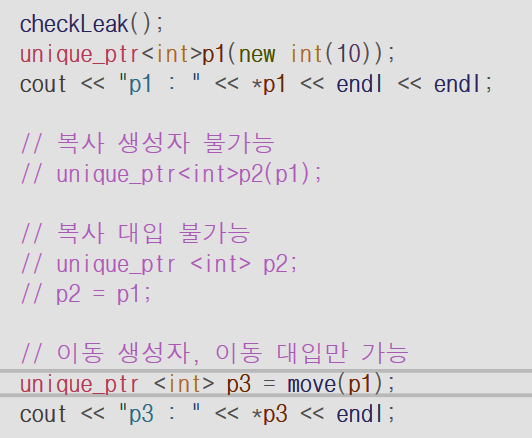 checkLeak();
unique_ptr<int>p1(new int(10));
cout << "p1 : " << *p1 << endl << endl;
// 복사 생성자 불가능
// unique_ptr<int>p2(p1);
// 복사 대입 불가능
// unique_ptr <int> p2;
// p2 = p1;
// 이동 생성자, 이동 대입만 가능
unique_ptr <int> p3 = move(p1);
cout << "p3 : " << *p3 << endl;